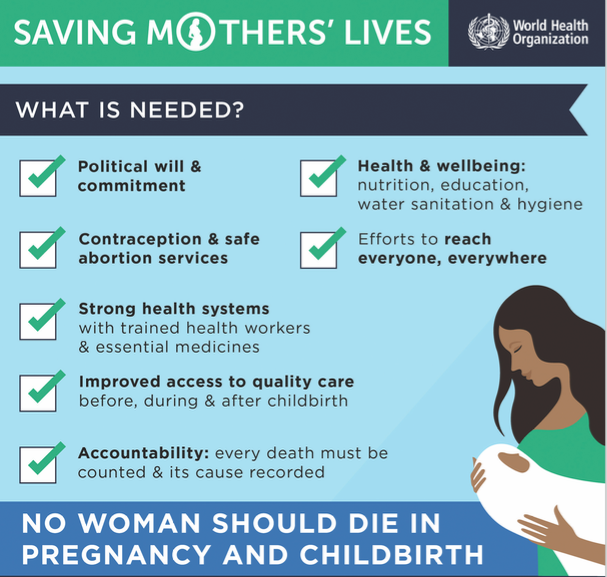 SAVING MOTHERS' LIVES
World Health
Organization
WHAT IS NEEDED?
Political will &
commitment
Contraception & safe
abortion services
Strong health systems
with trained health workers
& essential medicines
Improved access to quality care
before, during & after childbirth
Accountability: every death must be
counted & its cause recorded
Health & wellbeing:
nutrition, education,
water sanitation & hygiene
Efforts to reach
everyone, everywhere
NO WOMAN SHOULD DIE IN
PREGNANCY AND CHILDBIRTH